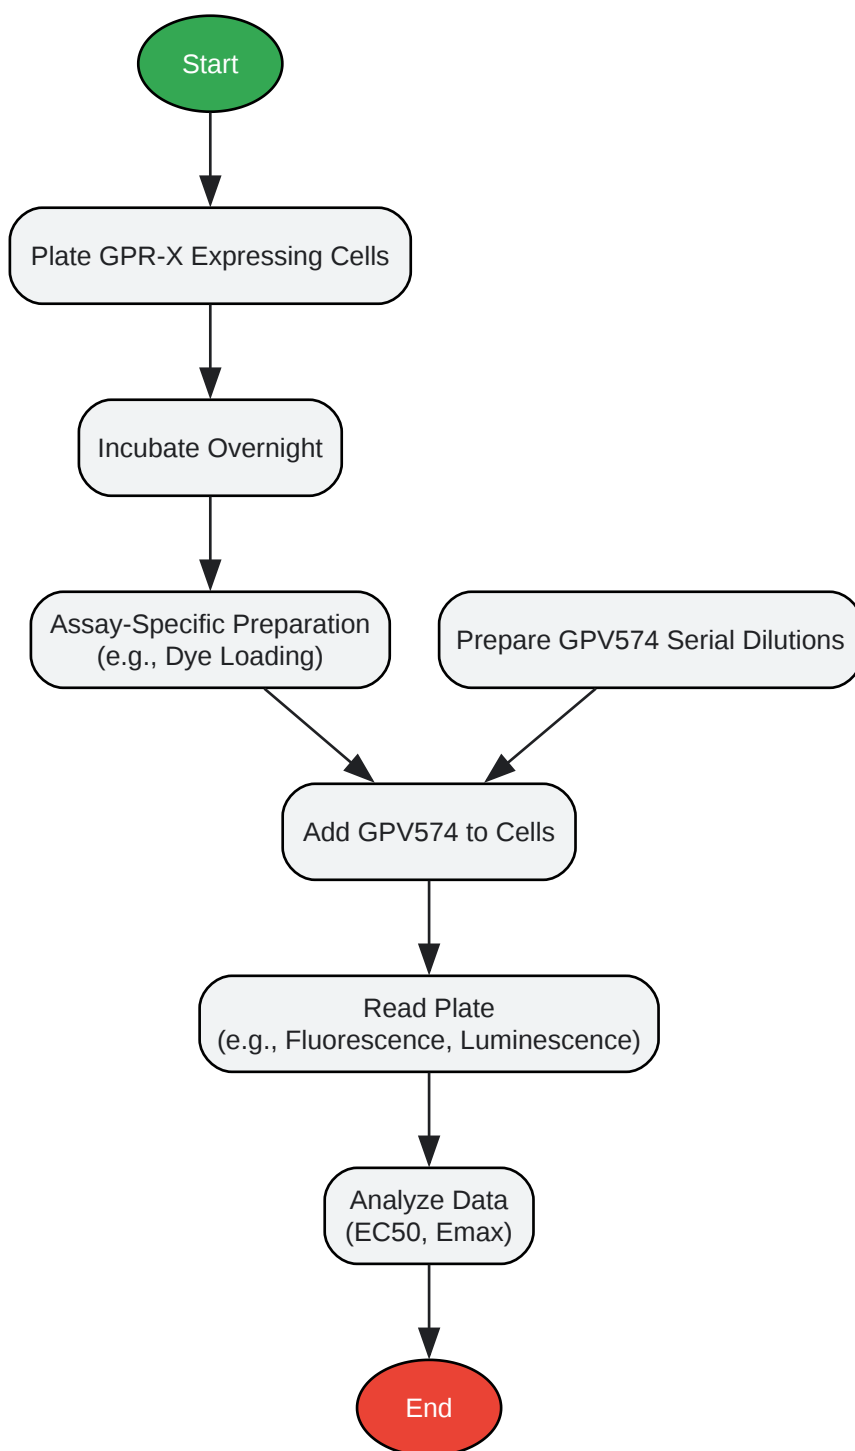 Start
Plate GPR-X Expressing Cells
Incubate Overnight
Assay-Specific Preparation
(e.g., Dye Loading)
Prepare GPV574 Serial Dilutions
Add GPV574 to Cells
Read Plate
(e.g., Fluorescence, Luminescence)
Analyze Data
(EC50, Emax)
End